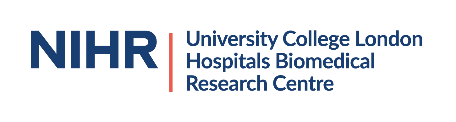 NIHR
University College London
Hospitals Biomedical
Research Centre